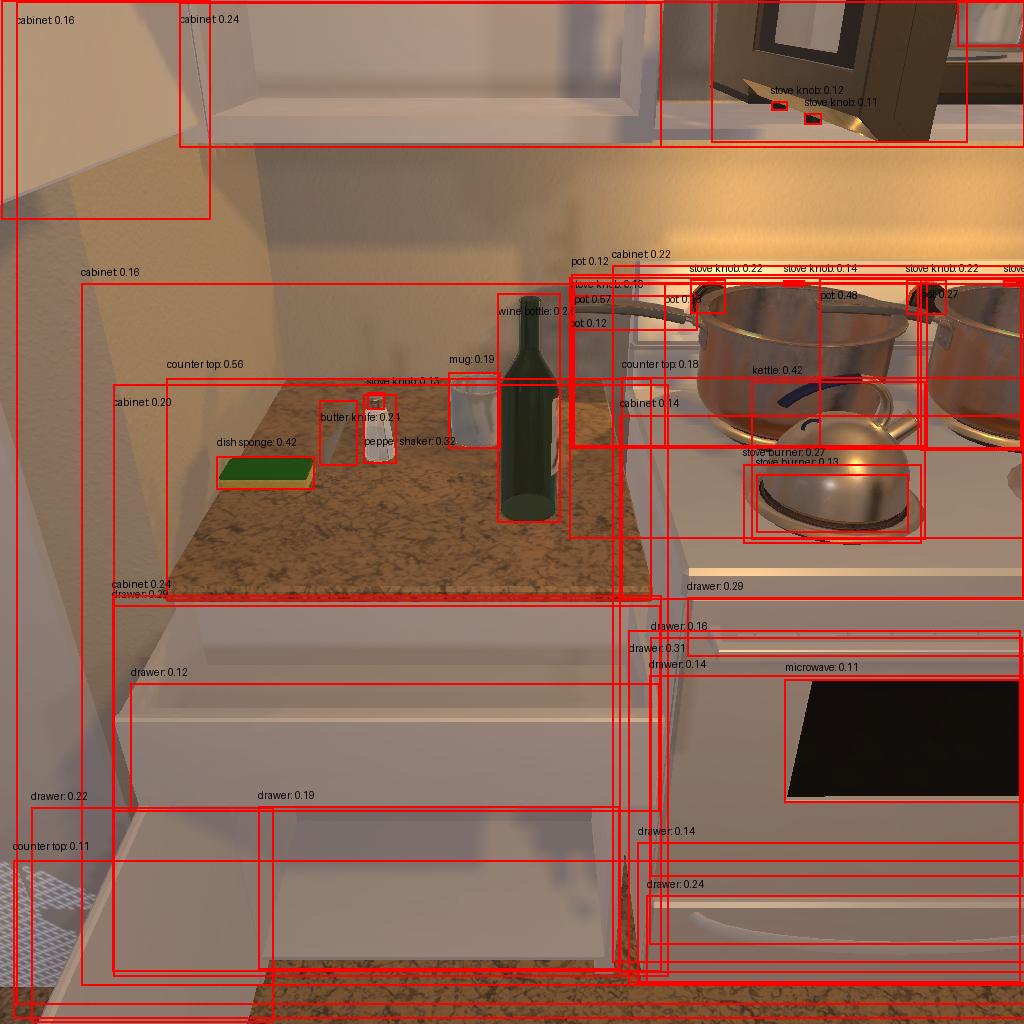 cabinet 0.16
cabinet 0.24
stove knob: 0.12
stove knob: 0.11
cabinet 0.22
pot 0.12
cabinet 0.16
stove knob: 0.22
stove knob: 0.14
stove knob: 0.22
pot 0.57
pot 0.48
pot 0.27
wine bottle: 0.2
pot 0.12
mug: 0.19
counter top: 0.56
counter top: 0.18
kettle: 0.42
stove knob: 0.13
cabinet 0.20
cabinet 0.14
butter knife: 0.21
dish sponge: 0.42
shaker: 0.32
stove burner: 0.27
stove burner: 0.13
cabinet 0.24
drawer: 0.29
drawer: 0.29
drawer: 0.16
drawer: 0.31
drawer: 0.14
microwave: 0.11
drawer: 0.12
drawer: 0.22
drawer: 0.19
drawer: 0.14
counter top: 0.11
drawer: 0.24